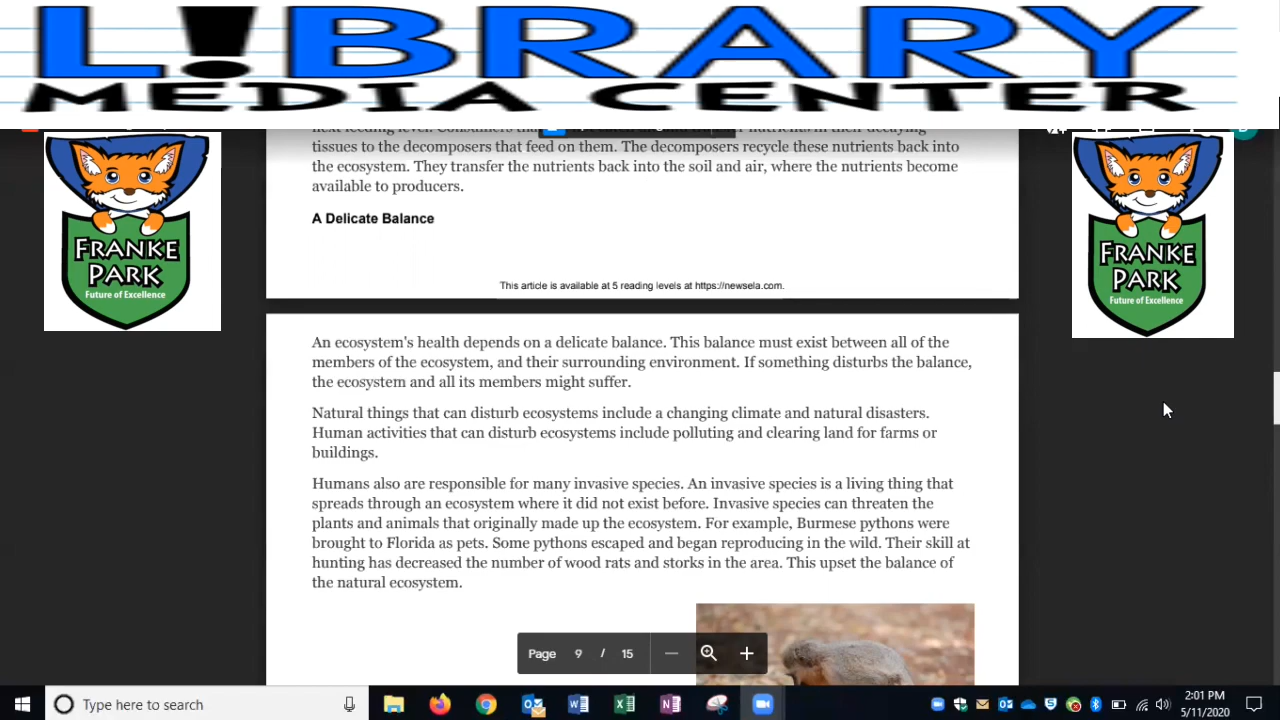 L!BRARY
MEDIA CENTER
tissues to the decomposers that feed on them. The decomposers recycle these nutrients back into
the ecosystem. They transfer the nutrients back into the soil and air, where the nutrients become
available to producers.
A Delicate Balance
FRANKE
PARK
Future of Excellence
FRANKE
PARK
Future of Excellence
This article is available at 5 reading levels at https://newsela.com.
An ecosystem's health depends on a delicate balance. This balance must exist between all of the
members of the ecosystem, and their surrounding environment. If something disturbs the balance,
the ecosystem and all its members might suffer.
Natural things that can disturb ecosystems include a changing climate and natural disasters.
Human activities that can disturb ecosystems include polluting and clearing land for farms or
buildings.
Humans also are responsible for many invasive species. An invasive species is a living thing that
spreads through an ecosystem where it did not exist before. Invasive species can threaten the
plants and animals that originally made up the ecosystem. For example, Burmese pythons were
brought to Florida as pets. Some pythons escaped and began reproducing in the wild. Their skill at
hunting has decreased the number of wood rats and storks in the area. This upset the balance of
the natural ecosystem.
Page 9 / 15
Type here to search
2:01 PM
5/11/2020